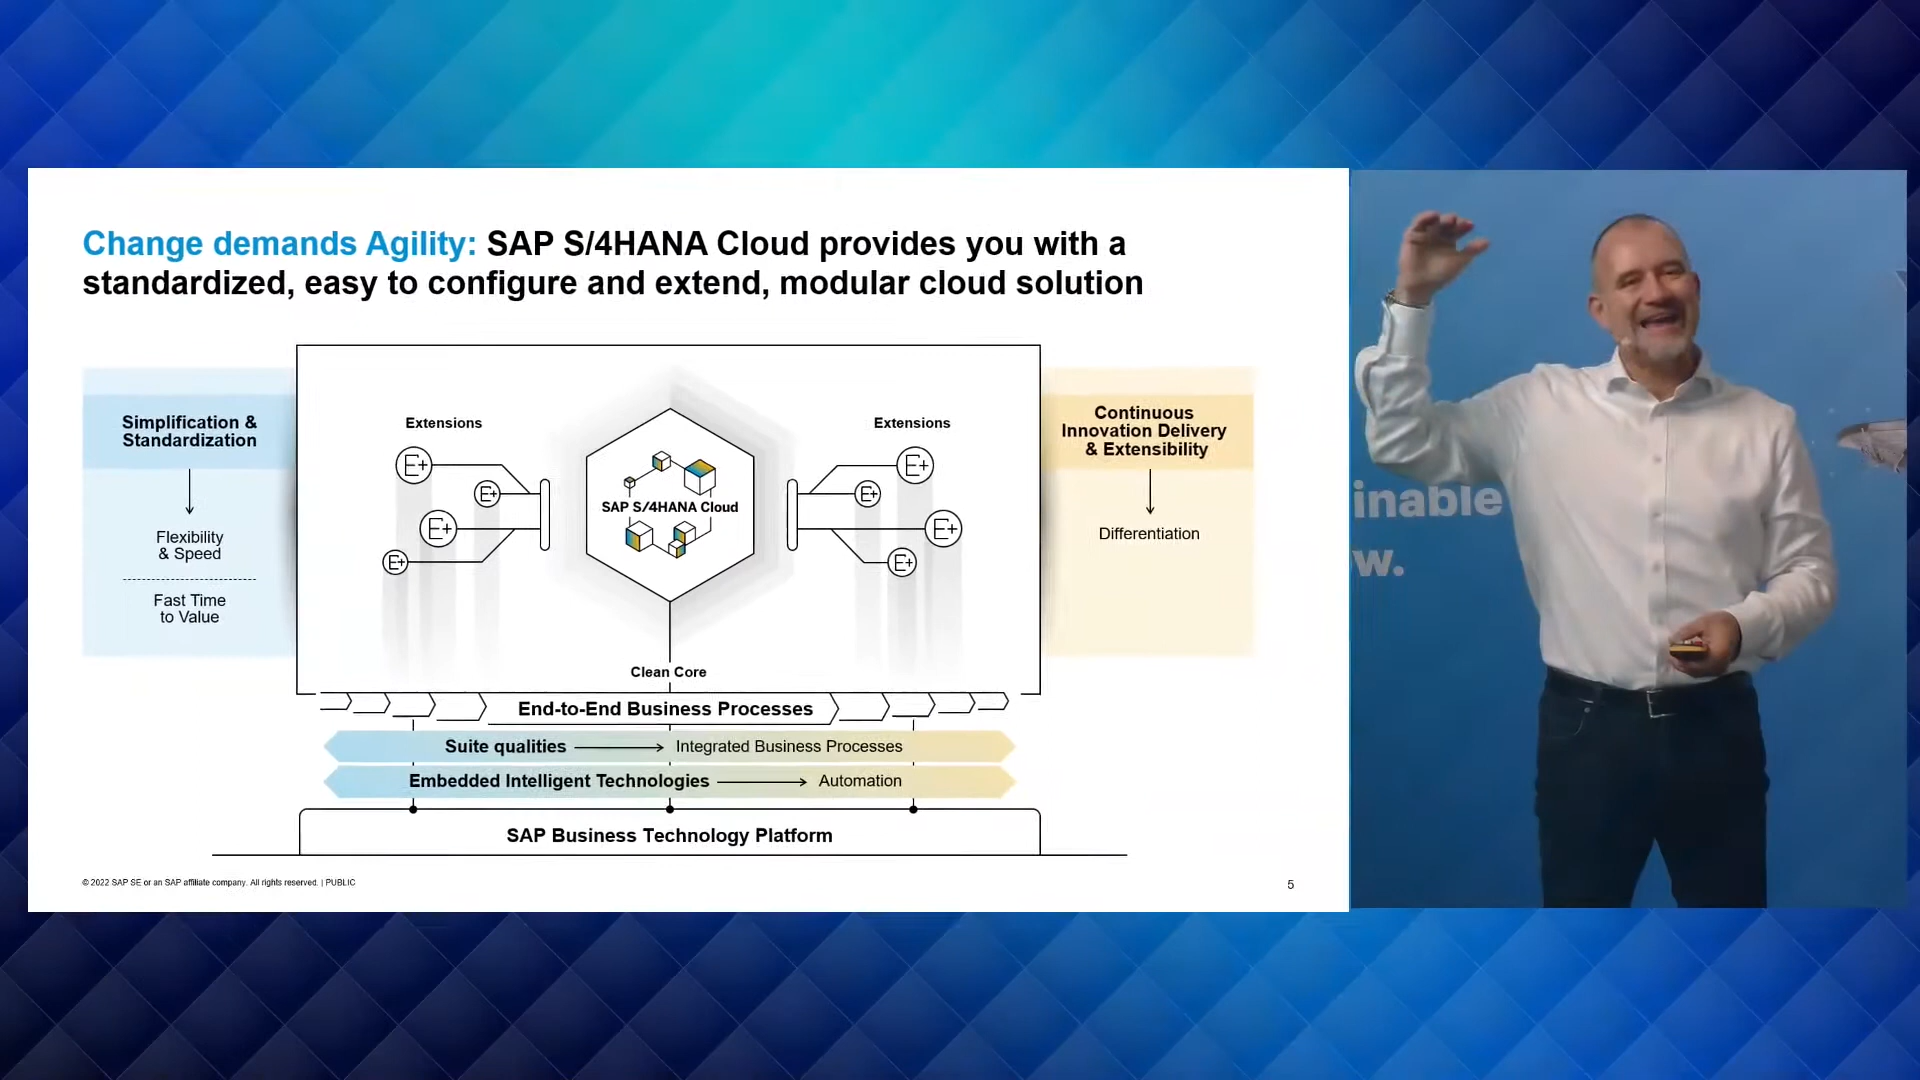 Change demands Agility: SAP S/4HANA Cloud provides you with a
standardized, easy to configure and extend, modular cloud solution
Simplification &
Standardization
Flexibility
& Speed
Fast Time
to Value
Extensions
E+
E+
E+
E+
SAP S/4HANA Cloud
Clean Core
Extensions
E+
E+
E+
E+
Continuous
Innovation Delivery
& Extensibility
Differentiation
End-to-End Business Processes
Suite qualities
Integrated Business Processes
Embedded Intelligent Technologies
Automation
SAP Business Technology Platform
© 2022 SAP SE or an SAP affiliate company. All rights reserved. | PUBLIC
5
inable
w.